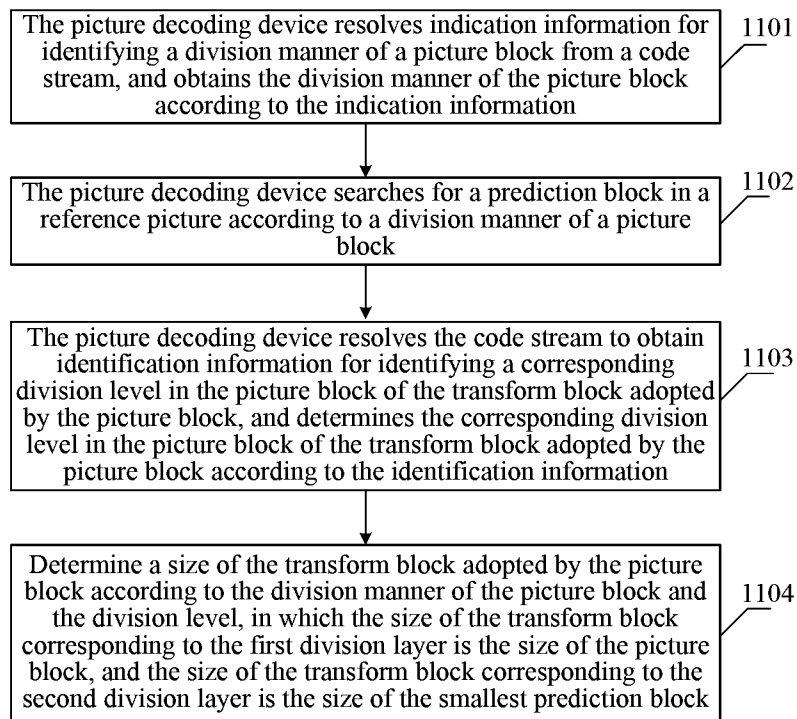 The picture decoding device resolves indication information for
identifying a division manner of a picture block from a code
stream, and obtains the division manner of the picture block
according to the indication information
1101
The picture decoding device searches for a prediction block in a
reference picture according to a division manner of a picture
block
1102
The picture decoding device resolves the code stream to obtain
identification information for identifying a corresponding
division level in the picture block of the transform block adopted
by the picture block, and determines the corresponding division
level in the picture block of the transform block adopted by the
picture block according to the identification information
1103
Determine a size of the transform block adopted by the picture
block according to the division manner of the picture block and
the division level, in which the size of the transform block
corresponding to the first division layer is the size of the picture
block, and the size of the transform block corresponding to the
second division layer is the size of the smallest prediction block
1104